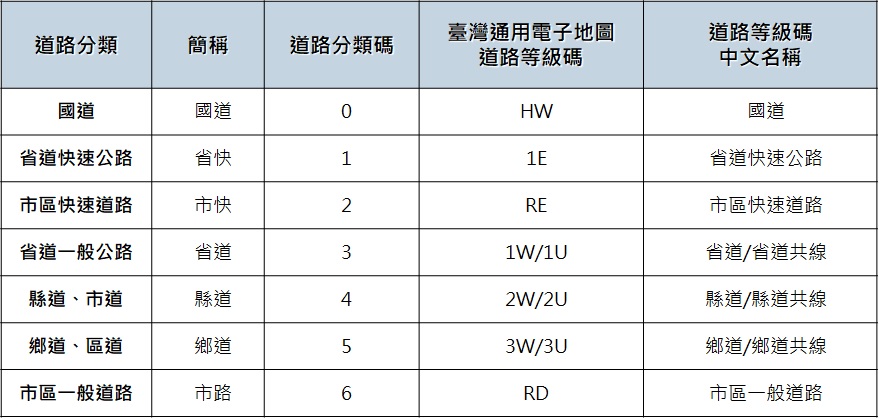 道路分類 簡稱 道路分類碼 臺灣通用電子地圖 道路等級碼
道路等級碼 中文名稱
國道 國道 0 HW 國道
省道快速公路 省快 1 1E 省道快速公路
市區快速道路 市快 2 RE 市區快速道路
省道一般公路 省道 3 1W/1U 省道/省道共線
縣道、市道 縣道 4 2W/2U 縣道/縣道共線
鄉道、區道 鄉道 5 3W/3U 鄉道/鄉道共線
市區一般道路 市路 6 RD 市區一般道路